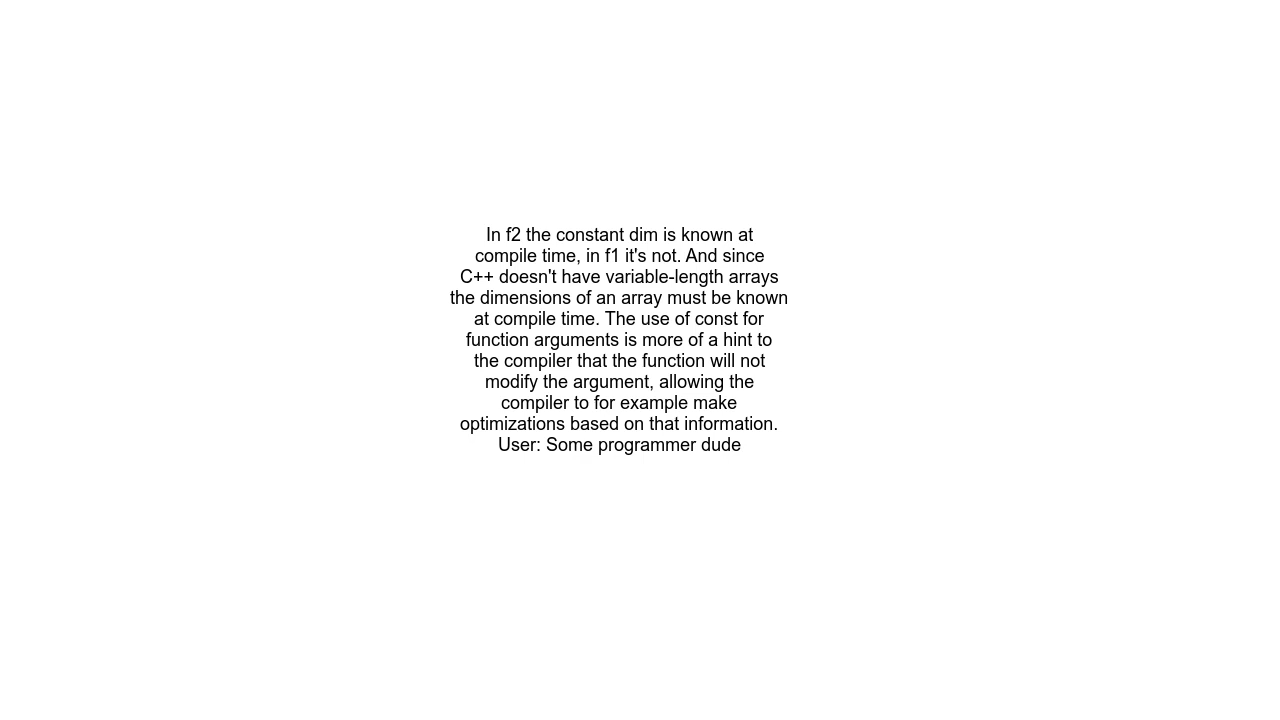 In f2 the constant dim is known at
compile time, in f1 it's not. And since
C++ doesn't have variable-length arrays
the dimensions of an array must be known
at compile time. The use of const for
function arguments is more of a hint to
the compiler that the function will not
modify the argument, allowing the
compiler to for example make
optimizations based on that information.
User: Some programmer dude